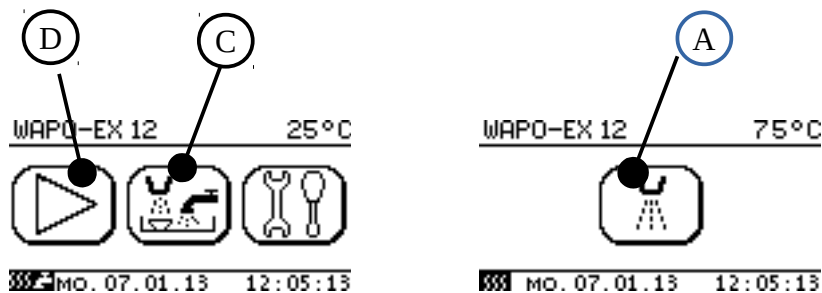 D
C
A
WAPO-EX 12 25°C
WAPO-EX 12 75°C
MO. 07.01.13 12:05:13
MO. 07.01.13 12:05:13